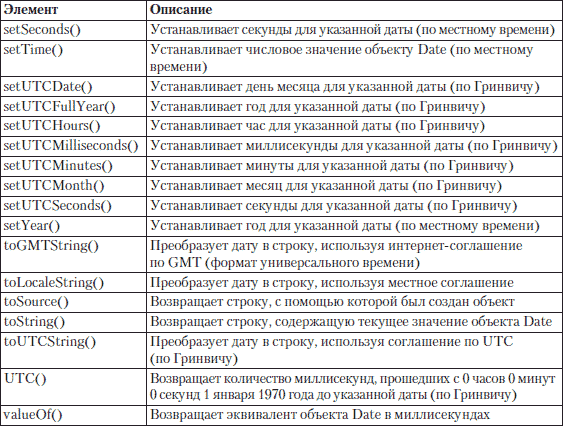 Элемент Описание
setSeconds() Устанавливает секунды для указанной даты (по местному времени)
setTime() Устанавливает числовое значение объекту Date (по местному
времени)
setUTCDate() Устанавливает день месяца для указанной даты (по Гринвичу)
setUTCFullYear() Устанавливает год для указанной даты (по Гринвичу)
setUTCHours() Устанавливает час для указанной даты (по Гринвичу)
setUTCMilliseconds() Устанавливает миллисекунды для указанной даты (по Гринвичу)
setUTCMinutes() Устанавливает минуты для указанной даты (по Гринвичу)
setUTCMonth() Устанавливает месяц для указанной даты (по Гринвичу)
setUTCSeconds() Устанавливает секунды для указанной даты (по Гринвичу)
setYear() Устанавливает год для указанной даты (по местному времени)
toGMTString() Преобразует дату в строку, используя интернет-соглашение
по GMT (формат универсального времени)
toLocaleString() Преобразует дату в строку, используя местное соглашение
toSource() Возвращает строку, с помощью которой был создан объект
toString() Возвращает строку, содержащую текущее значение объекта Date
toUTCString() Преобразует дату в строку, используя соглашение по UTC
(по Гринвичу)
UTC() Возвращает количество миллисекунд, прошедших с 0 часов 0 минут
0 секунд 1 января 1970 года до указанной даты (по Гринвичу)
valueOf() Возвращает эквивалент объекта Date в миллисекундах